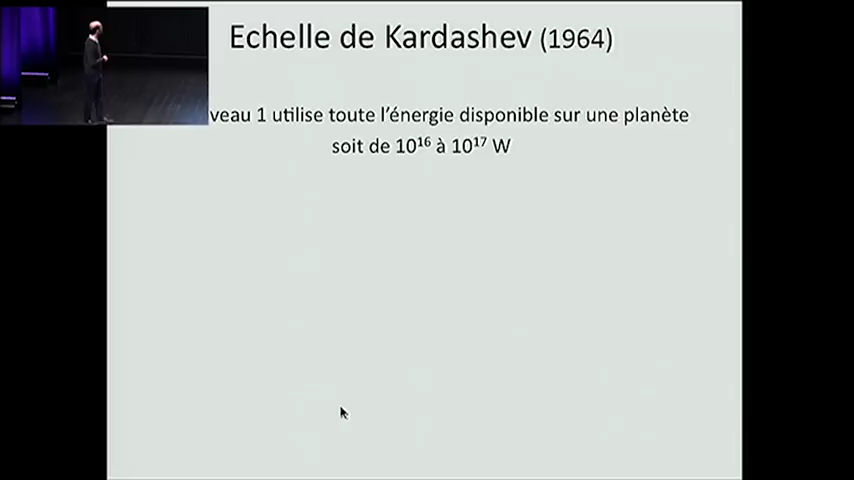 Echelle de Kardashev (1964)
veau 1 utilise toute l’énergie disponible sur une planète
soit de 10¹⁶ à 10¹⁷ W